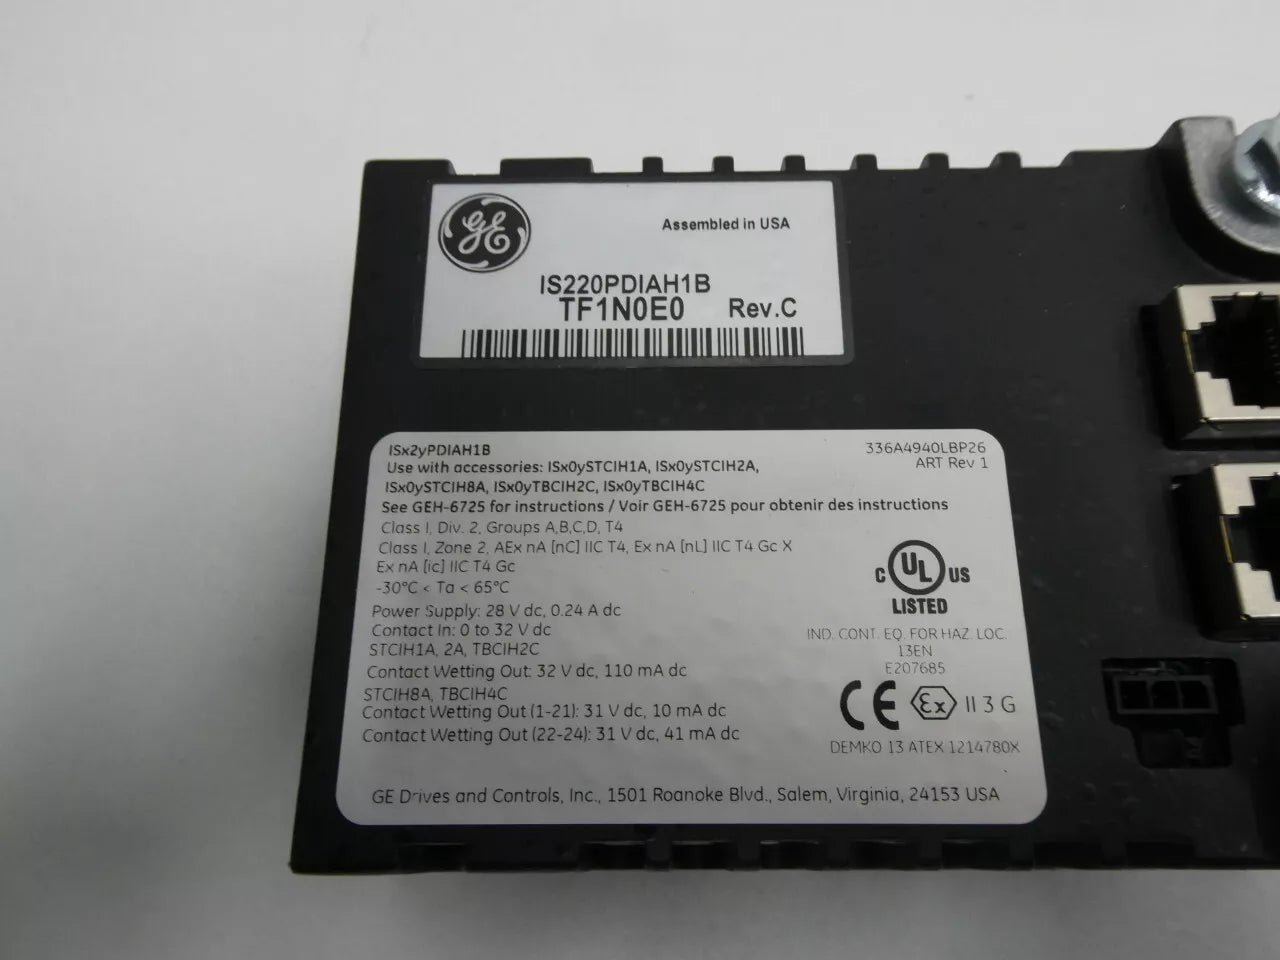 GE
Assembled in USA
IS220PDIAH1B
TF1N0E0 Rev.C
ISx2yPDIAH1B 336A4940LBP26
Use with accessories: ISx0ySTCIH1A, ISx0ySTCIH2A, ART Rev 1
ISx0ySTCIH8A, ISx0yTBCIH2C, ISx0yTBCIH4C
See GEH-6725 for instructions / Voir GEH-6725 pour obtenir des instructions
Class I, Div. 2, Groups A,B,C,D, T4
Class I, Zone 2, AEx nA [nC] IIC T4, Ex nA [nL] IIC T4 Gc X
Ex nA [ic] IIC T4 Gc
-30°C < Ta < 65°C
Power Supply: 28 V dc, 0.24 A dc
Contact In: 0 to 32 V dc
STCIH1A, 2A, TBCIH2C
Contact Wetting Out: 32 V dc, 110 mA dc
STCIH8A, TBCIH4C
Contact Wetting Out (1-21): 31 V dc, 10 mA dc
Contact Wetting Out (22-24): 31 V dc, 41 mA dc
C UL US
LISTED
IND. CONT. EQ. FOR HAZ. LOC.
13EN
E207685
CE Ex II 3 G
DEMKO 13 ATEX 1214780X
GE Drives and Controls, Inc., 1501 Roanoke Blvd., Salem, Virginia, 24153 USA